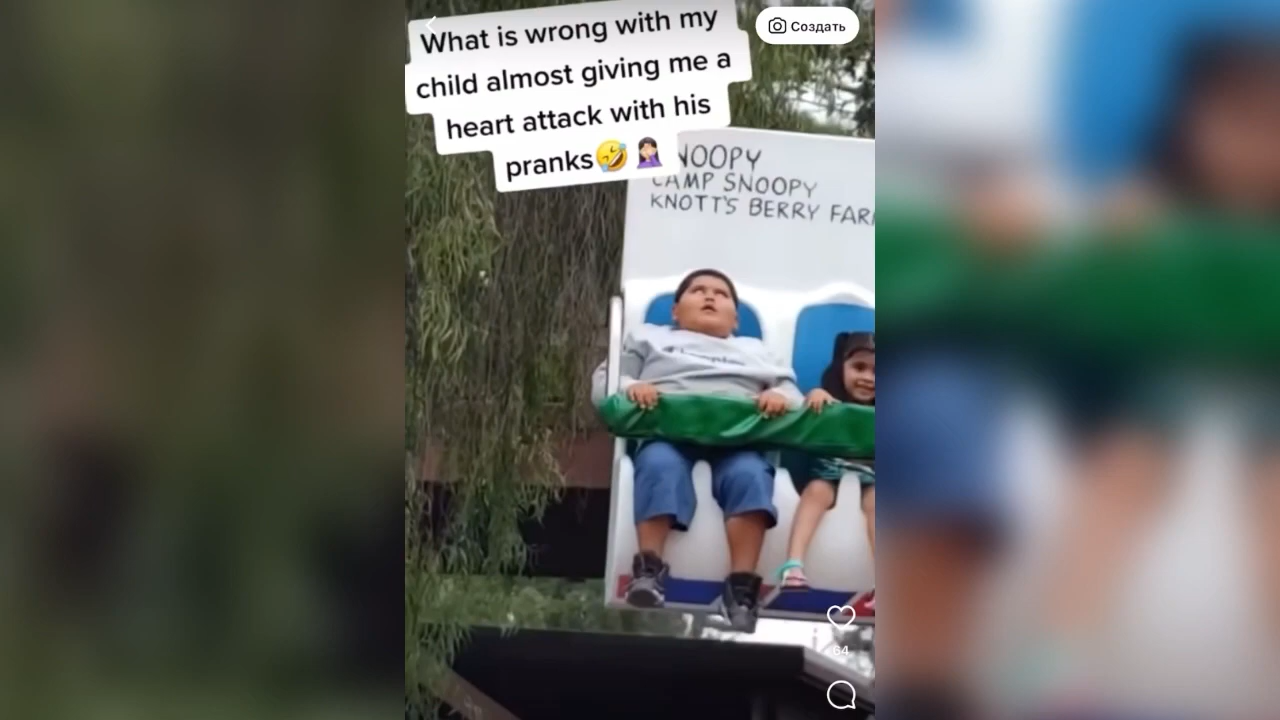 What is wrong with my
child almost giving me a
heart attack with his
pranks🤣🤦🏻‍♀️
Создать
NOOPY
CAMP SNOOPY
KNOTT'S BERRY FAR
64